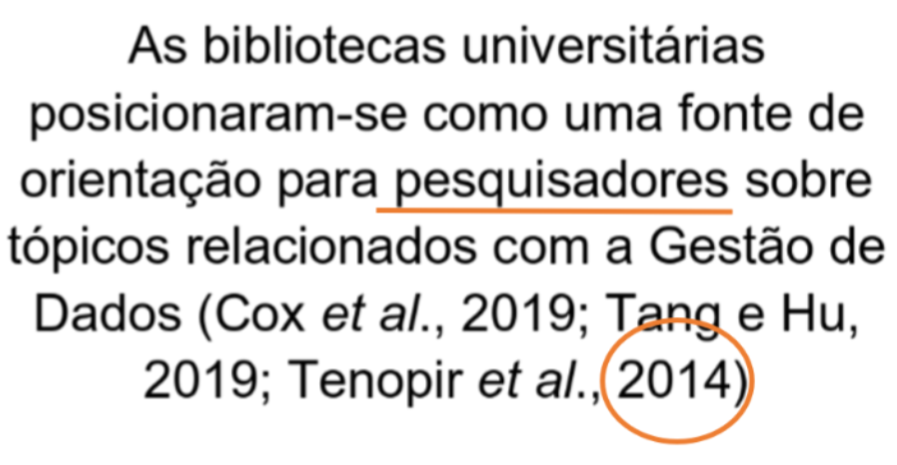 As bibliotecas universitárias
posicionaram-se como uma fonte de
orientação para pesquisadores sobre
tópicos relacionados com a Gestão de
Dados (Cox et al., 2019; Tang e Hu,
2019; Tenopir et al., 2014)